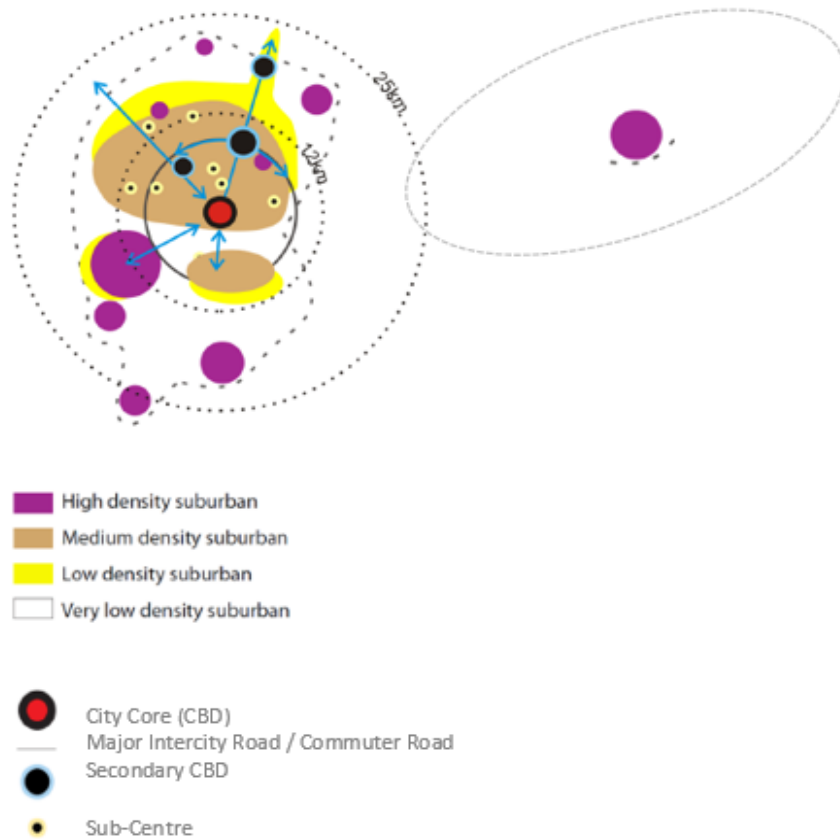 25km.
12km
High density suburban
Medium density suburban
Low density suburban
Very low density suburban
City Core (CBD)
Major Intercity Road / Commuter Road
Secondary CBD
Sub-Centre